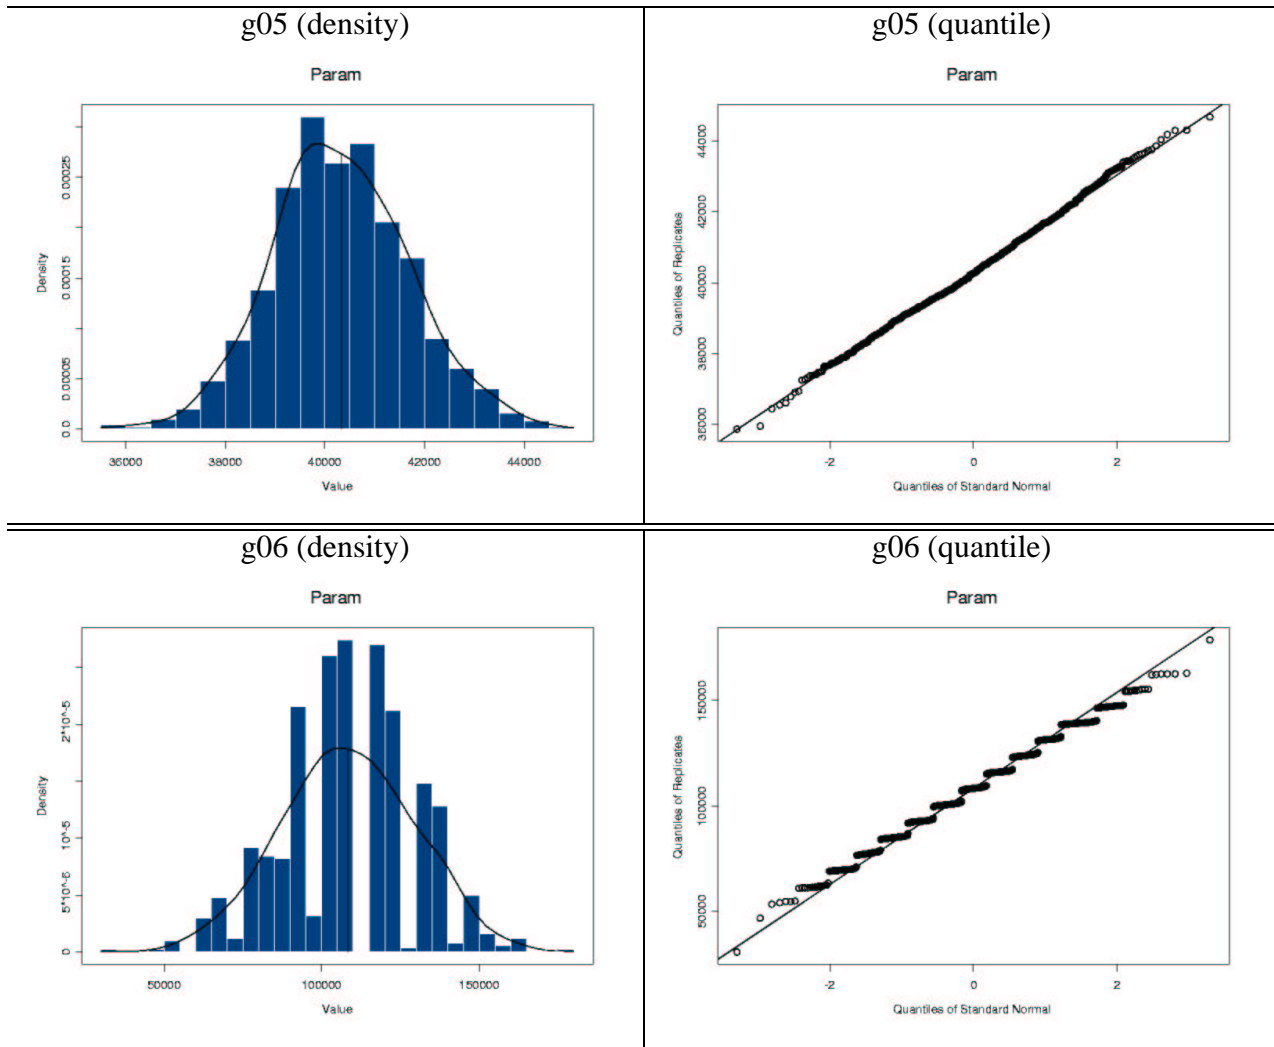 g05 (density)
Param
Density
0.0
0.00005
0.00015
0.00025
36000 38000 40000 42000 44000
Value
g05 (quantile)
Param
Quantiles of Replicates
36000 38000 40000 42000 44000
-2 0 2
Quantiles of Standard Normal
g06 (density)
Param
Density
0 5*10^-6 10^-5 2*10^-5
50000 100000 150000
Value
g06 (quantile)
Param
Quantiles of Replicates
50000 100000 150000
-2 0 2
Quantiles of Standard Normal